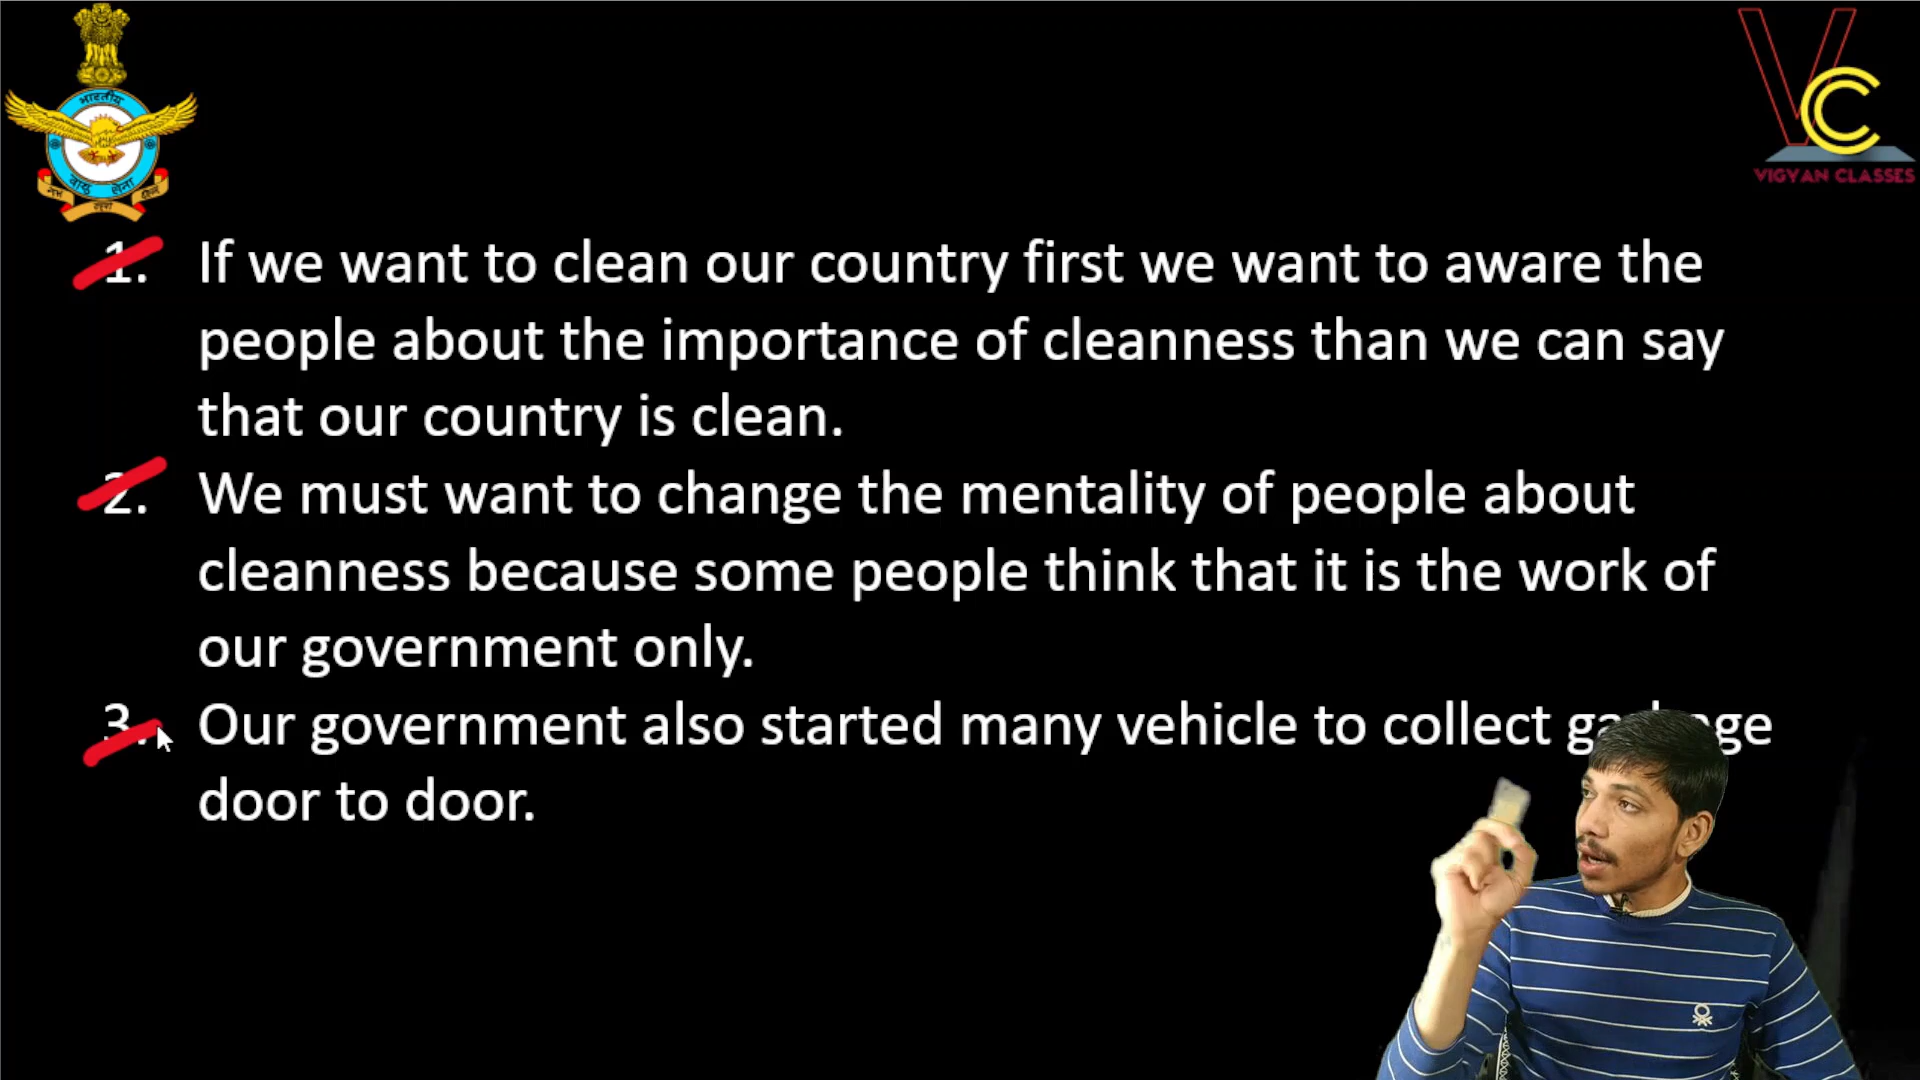 भारतीय
वायु सेना
VC
VIGYAN CLASSES
1. If we want to clean our country first we want to aware the
people about the importance of cleanness than we can say
that our country is clean.
2. We must want to change the mentality of people about
cleanness because some people think that it is the work of
our government only.
3. Our government also started many vehicle to collect garbage
door to door.